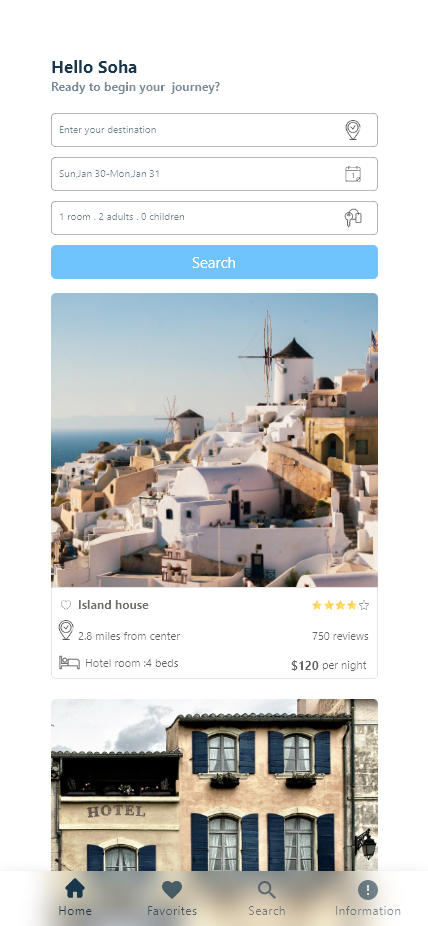 Hello Soha
Ready to begin your journey?
Enter your destination
Sun,Jan 30-Mon,Jan 31
1
1 room . 2 adults . 0 children
Search
Island house
2.8 miles from center
750 reviews
Hotel room :4 beds
$120 per night
HOTEL
Home
Favorites
Search
Information